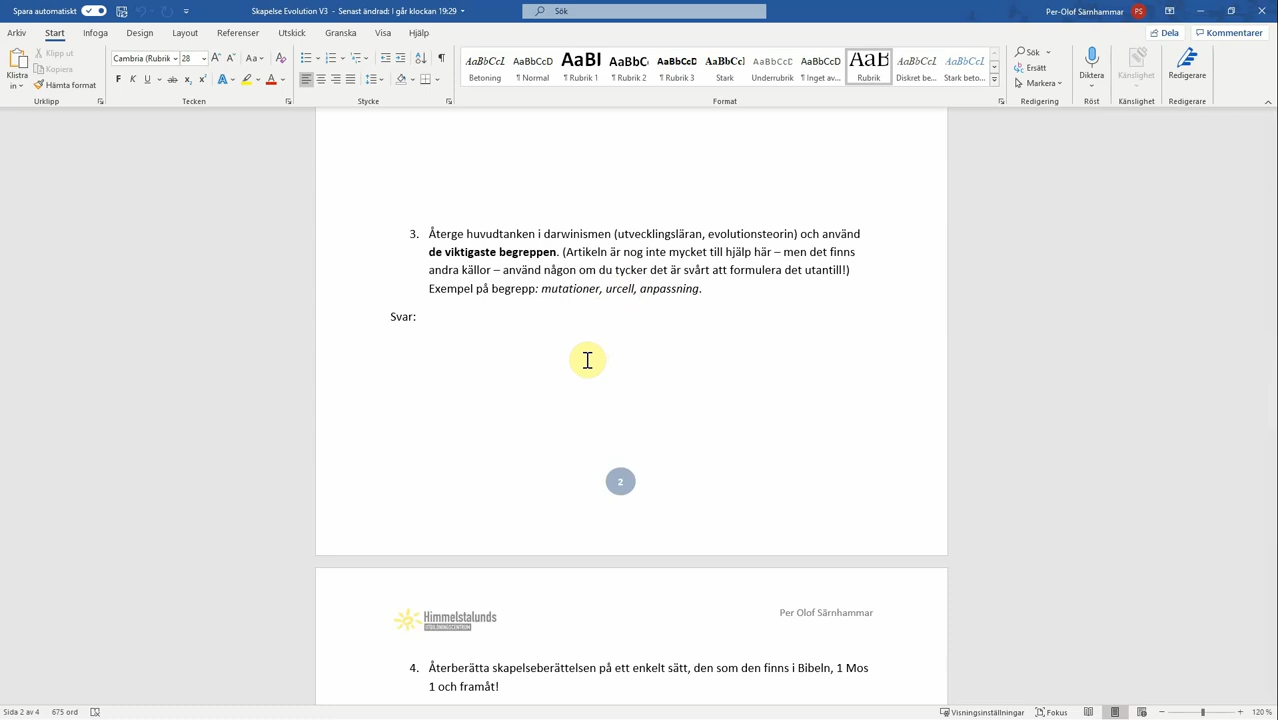 Spara automatiskt
Skapelse Evolution V3 - Senast ändrad: I går klockan 19:29
Sök
Per-Olof Särnhammar PS
Arkiv Start Infoga Design Layout Referenser Utskick Granska Visa Hjälp
Dela Kommentarer
Klistra in
Klipp ut
Kopiera
Hämta format
Urklipp
Cambria (Rubrik 28
F K U ab x₂ x²
Tecken
Stycke
AaBbCcI AaBbCcD AaBI AaBbC AaBbCcD AaBbCcl AaBbCcD AaBbCcD AaB AaBbCcI AaBbCcI
Betoning ¶ Normal ¶ Rubrik 1 ¶ Rubrik 2 ¶ Rubrik 3 Stark Underrubrik ¶ Inget av... Rubrik Diskret be... Stark beto...
Format
Sök
Ersätt
Markera
Redigering
Diktera
Röst
Känslighet
Känslighet
Redigerare
Redigerare
3. Återge huvudtanken i darwinismen (utvecklingsläran, evolutionsteorin) och använd
de viktigaste begreppen. (Artikeln är nog inte mycket till hjälp här – men det finns
andra källor – använd någon om du tycker det är svårt att formulera det utantill!)
Exempel på begrepp: mutationer, urcell, anpassning.
Svar:
2
Himmelstalunds
UTBILDNINGSCENTRUM
Per Olof Särnhammar
4. Återberätta skapelseberättelsen på ett enkelt sätt, den som den finns i Bibeln, 1 Mos
1 och framåt!
Sida 2 av 4 675 ord
Visningsinställningar Fokus 120 %